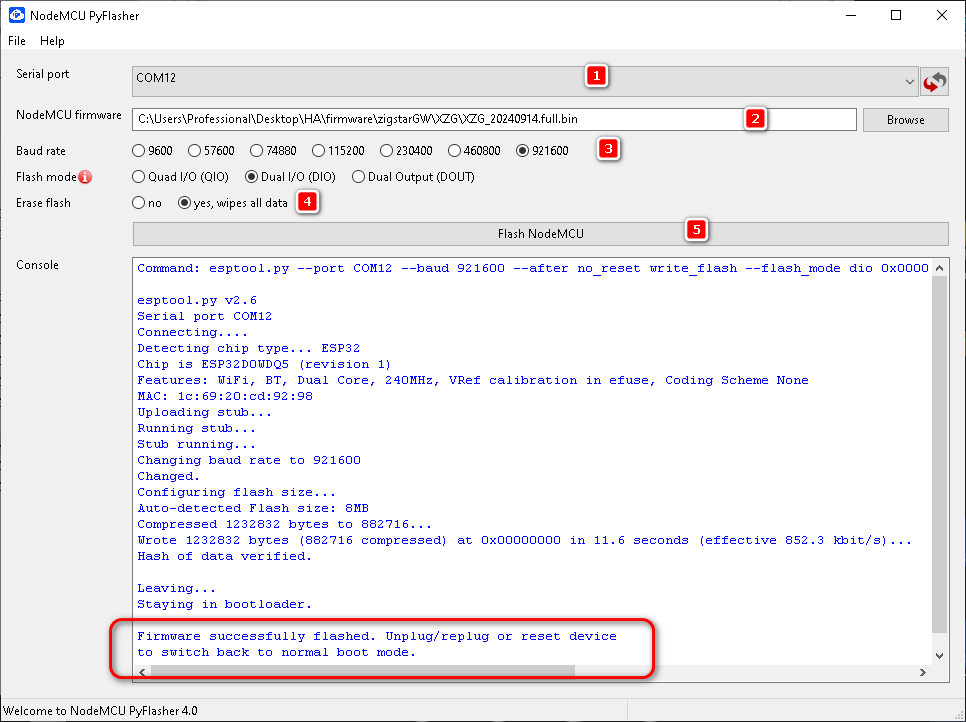 NodeMCU PyFlasher
File Help
Serial port COM12 1
NodeMCU firmware C:\Users\Professional\Desktop\HA\firmware\zigstarGW\XZG\XZG_20240914.full.bin 2 Browse
Baud rate 9600 57600 74880 115200 230400 460800 921600 3
Flash mode Quad I/O (QIO) Dual I/O (DIO) Dual Output (DOUT)
Erase flash no yes, wipes all data 4
Flash NodeMCU 5
Console
Command: esptool.py --port COM12 --baud 921600 --after no_reset write_flash --flash_mode dio 0x0000
esptool.py v2.6
Serial port COM12
Connecting....
Detecting chip type... ESP32
Chip is ESP32D0WDQ5 (revision 1)
Features: WiFi, BT, Dual Core, 240MHz, VRef calibration in efuse, Coding Scheme None
MAC: 1c:69:20:cd:92:98
Uploading stub...
Running stub...
Stub running...
Changing baud rate to 921600
Changed.
Configuring flash size...
Auto-detected Flash size: 8MB
Compressed 1232832 bytes to 882716...
Wrote 1232832 bytes (882716 compressed) at 0x00000000 in 11.6 seconds (effective 852.3 kbit/s)...
Hash of data verified.
Leaving...
Staying in bootloader.
Firmware successfully flashed. Unplug/replug or reset device
to switch back to normal boot mode.
Welcome to NodeMCU PyFlasher 4.0